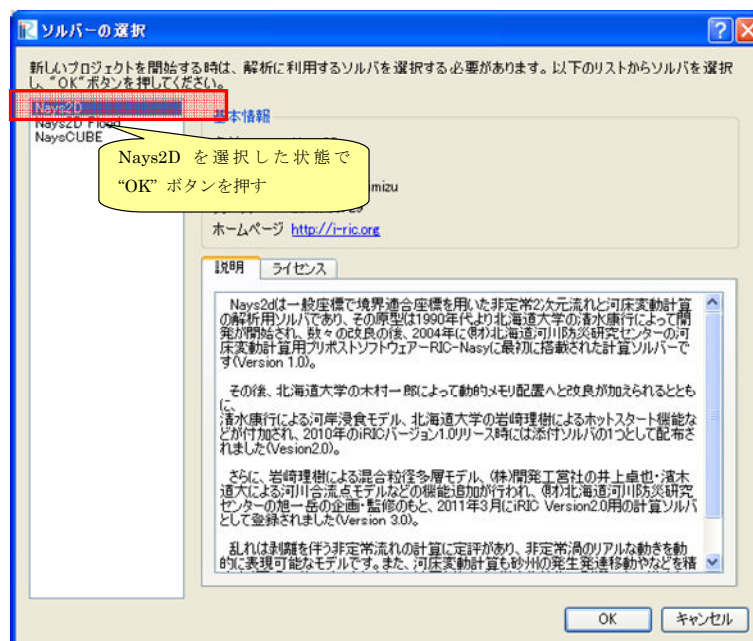 ソルバーの選択
新しいプロジェクトを開始する時は、解析に利用するソルバを選択する必要があります。以下のリストからソルバを選択
し、"OK"ボタンを押してください。
Nays2D
Nays2D Flood
NaysCUBE
基本情報
Nays2D を選択した状態で
“OK” ボタンを押す
imizu
ホームページ http://i-ric.org
説明 ライセンス
Nays2dは一般座標で境界適合座標を用いた非定常2次元流れと河床変動計算
の解析用ソルバであり、その原型は1990年代より北海道大学の清水康行によって開
発が開始され、数々の改良の後、2004年に(財)北海道河川防災研究センターの河
床変動計算用プリポストソフトウェアーRIC-Nasyに最初に搭載された計算ソルバーで
す(Version 1.0)。
その後、北海道大学の木村一郎によって動的メモリ配置へと改良が加えられるととも
に、
清水康行による河岸浸食モデル、北海道大学の岩崎理樹によるホットスタート機能な
どが付加され、2010年のiRICバージョン1.0リリース時には添付ソルバの1つとして配布さ
れました(Vesion2.0)。
さらに、岩崎理樹による混合粒径多層モデル、(株)開発工営社の井上卓也・濱木
道大による河川合流点モデルなどの機能追加が行われ、(財)北海道河川防災研究
センターの旭一岳の企画・監修のもと、2011年3月にiRIC Version2.0用の計算ソルバ
として登録されました(Version 3.0)。
乱れは剥離を伴う非定常流れの計算に定評があり、非定常渦のリアルな動きを動
的に表現可能なモデルです。また、河床変動計算も砂州の発生発達移動やなどを精
OK キャンセル